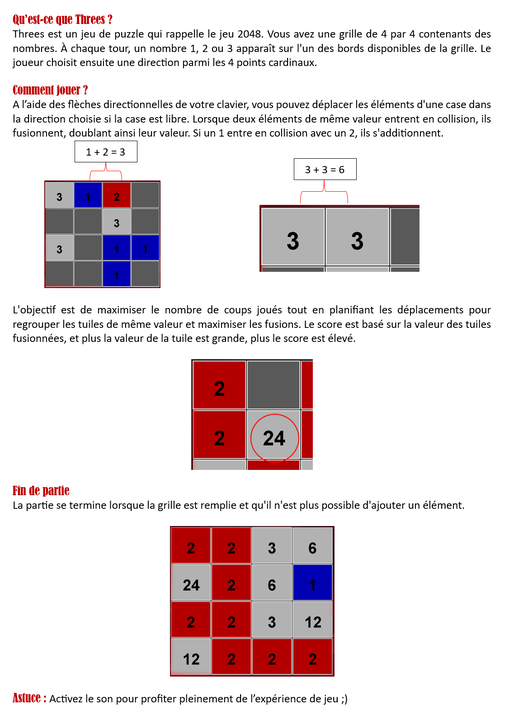 Qu'est-ce que Threes ?
Threes est un jeu de puzzle qui rappelle le jeu 2048. Vous avez une grille de 4 par 4 contenants des
nombres. À chaque tour, un nombre 1, 2 ou 3 apparaît sur l'un des bords disponibles de la grille. Le
joueur choisit ensuite une direction parmi les 4 points cardinaux.
Comment jouer ?
A l'aide des flèches directionnelles de votre clavier, vous pouvez déplacer les éléments d'une case dans
la direction choisie si la case est libre. Lorsque deux éléments de même valeur entrent en collision, ils
fusionnent, doublant ainsi leur valeur. Si un 1 entre en collision avec un 2, ils s'additionnent.
1 + 2 = 3
3 + 3 = 6
3 1 2
3
3 1 1
1
3 3
L'objectif est de maximiser le nombre de coups joués tout en planifiant les déplacements pour
regrouper les tuiles de même valeur et maximiser les fusions. Le score est basé sur la valeur des tuiles
fusionnées, et plus la valeur de la tuile est grande, plus le score est élevé.
2
2 24
Fin de partie
La partie se termine lorsque la grille est remplie et qu'il n'est plus possible d'ajouter un élément.
2 2 3 6
24 2 6 1
2 2 3 12
12 2 2 2
Astuce : Activez le son pour profiter pleinement de l'expérience de jeu ;)